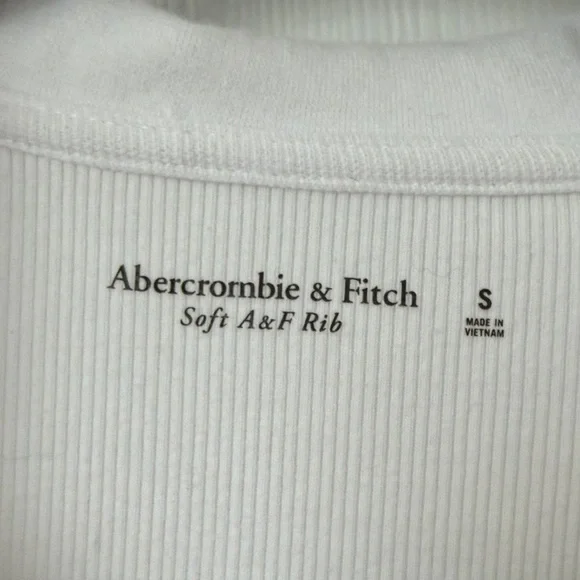 Abercrombie & Fitch
Soft A&F Rib
S
MADE IN
VIETNAM